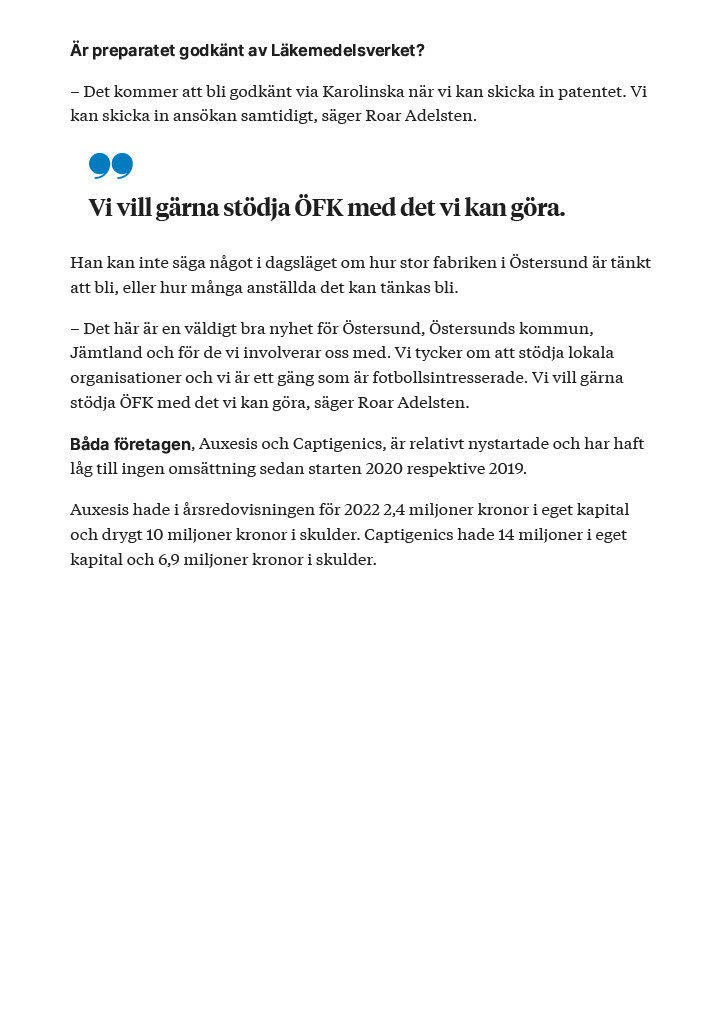 Är preparatet godkänt av Läkemedelsverket?
– Det kommer att bli godkänt via Karolinska när vi kan skicka in patentet. Vi
kan skicka in ansökan samtidigt, säger Roar Adelsten.
”
Vi vill gärna stödja ÖFK med det vi kan göra.
Han kan inte säga något i dagsläget om hur stor fabriken i Östersund är tänkt
att bli, eller hur många anställda det kan tänkas bli.
– Det här är en väldigt bra nyhet för Östersund, Östersunds kommun,
Jämtland och för de vi involverar oss med. Vi tycker om att stödja lokala
organisationer och vi är ett gäng som är fotbollsintresserade. Vi vill gärna
stödja ÖFK med det vi kan göra, säger Roar Adelsten.
Båda företagen, Auxesis och Captigenics, är relativt nystartade och har haft
låg till ingen omsättning sedan starten 2020 respektive 2019.
Auxesis hade i årsredovisningen för 2022 2,4 miljoner kronor i eget kapital
och drygt 10 miljoner kronor i skulder. Captigenics hade 14 miljoner i eget
kapital och 6,9 miljoner kronor i skulder.